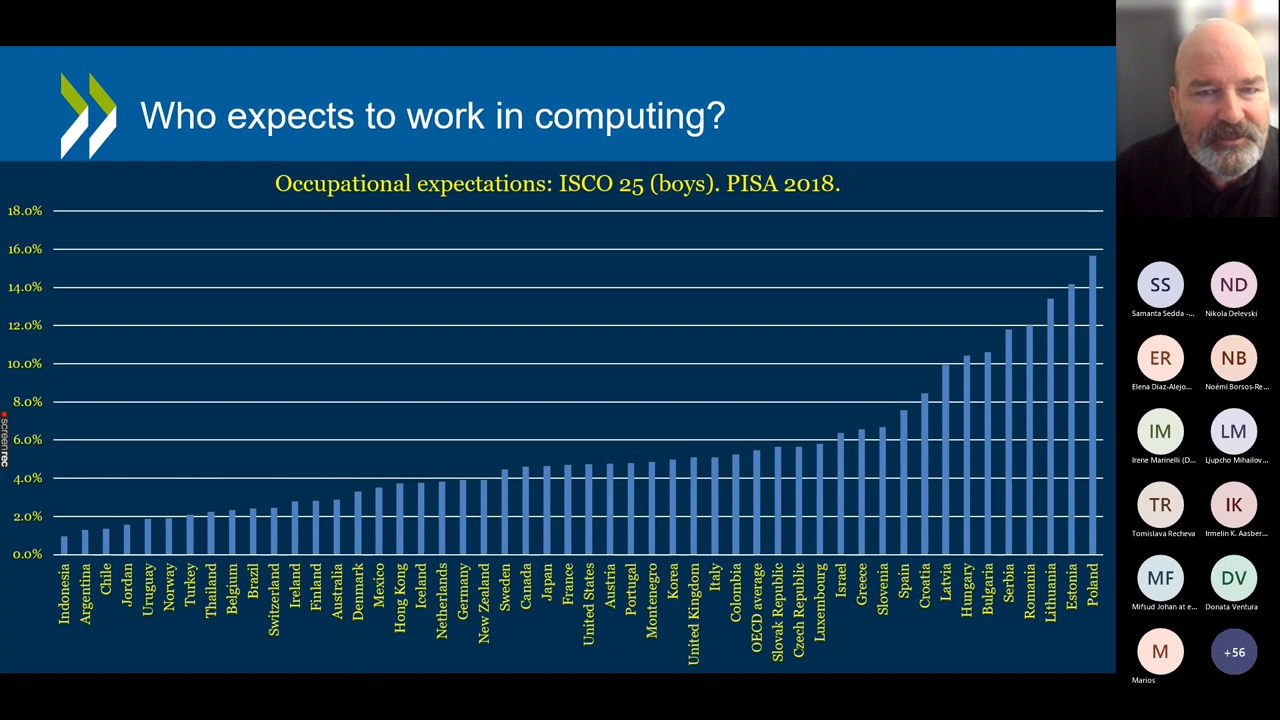 Who expects to work in computing?
Occupational expectations: ISCO 25 (boys). PISA 2018.
18.0%
16.0%
14.0%
12.0%
10.0%
8.0%
6.0%
4.0%
2.0%
0.0%
Indonesia
Argentina
Chile
Jordan
Uruguay
Norway
Turkey
Thailand
Belgium
Brazil
Switzerland
Ireland
Finland
Australia
Denmark
Mexico
Hong Kong
Iceland
Netherlands
Germany
New Zealand
Sweden
Canada
Japan
France
United States
Austria
Portugal
Montenegro
Korea
United Kingdom
Italy
Colombia
OECD average
Slovak Republic
Czech Republic
Luxembourg
Israel
Greece
Slovenia
Spain
Croatia
Latvia
Hungary
Bulgaria
Serbia
Romania
Lithuania
Estonia
Poland
screenrec
SS
Samanta Sedda -...
ND
Nikola Delevski
ER
Elena Diaz-Alejo...
NB
Noémi Borsos-Re...
IM
Irene Marinelli (D...
LM
Ljupcho Mihailov...
TR
Tomislava Recheva
IK
Irmelin K. Aasber...
MF
Mifsud Johan at e...
DV
Donata Ventura
M
Marios
+56